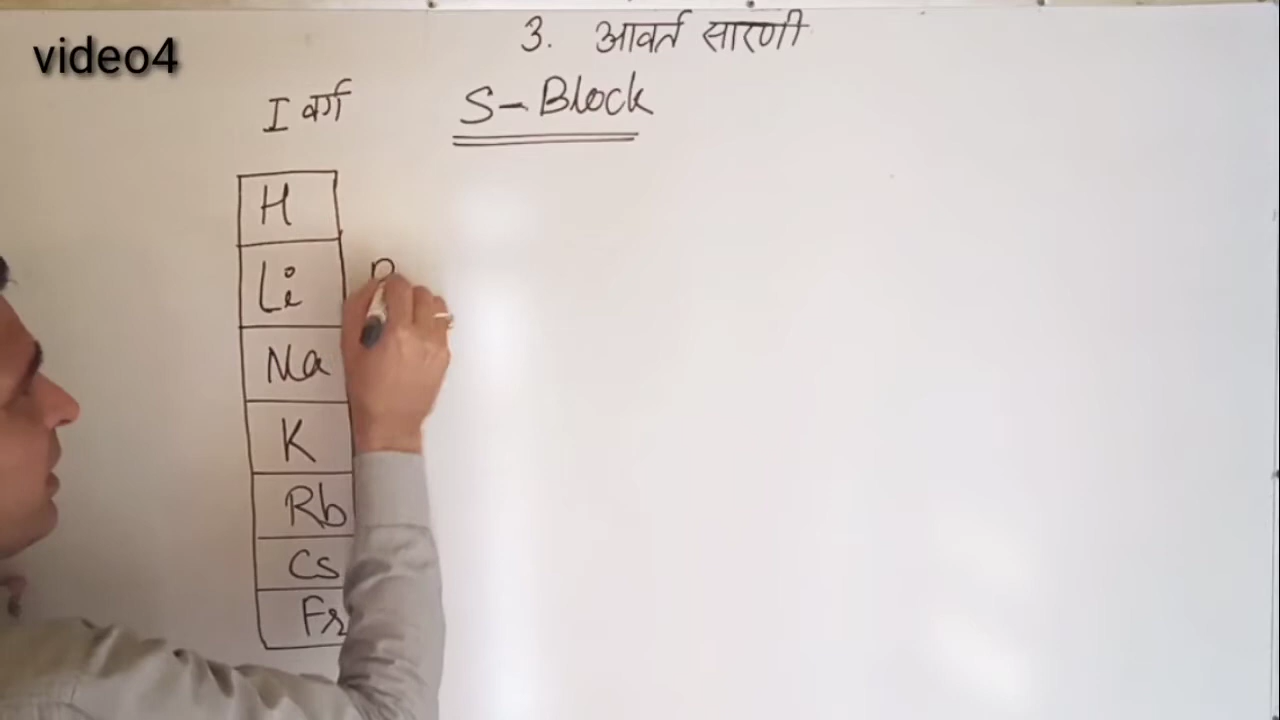 video4
3. आवर्त सारणी
I वर्ग
S-Block
H
Li
Na
K
Rb
Cs
Fr